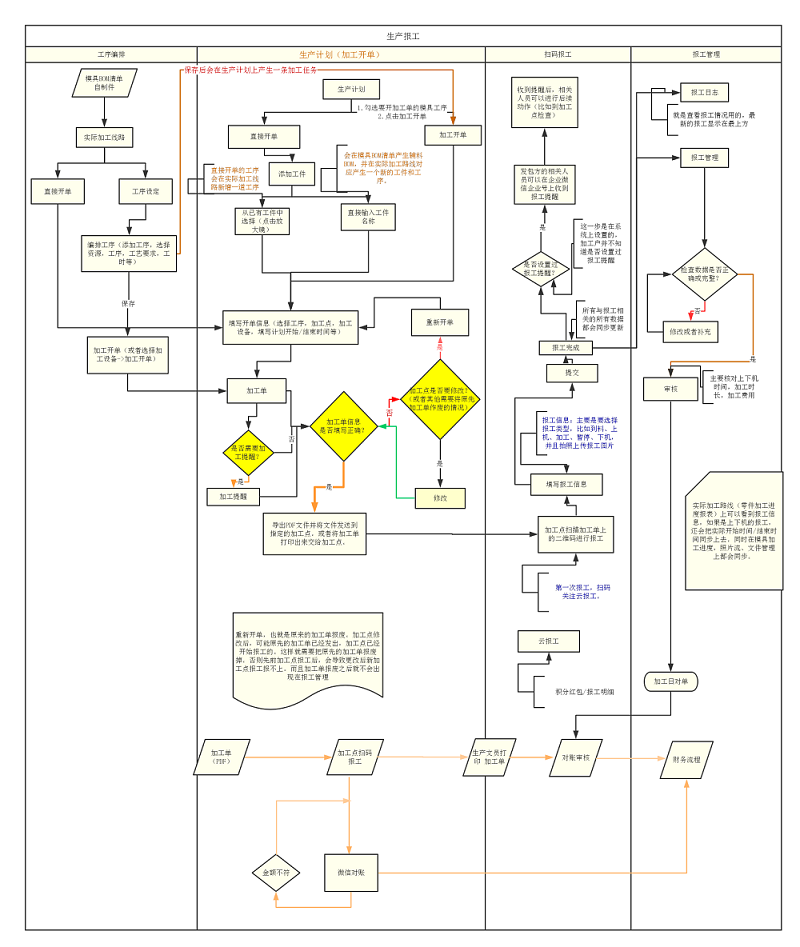 生产报工
工序编排
生产计划（加工开单）
扫码报工
报工管理
模具BOM清单
自制件
实际加工线路
直接开单
工序设定
编排工序（添加工序，选择
资源，工序，工艺要求，工
时等）
保存
加工开单（或者选择加
工设备->加工开单）
保存后会在生产计划上产生一条加工任务
生产计划
1.勾选要开加工单的模具工序
2.点击加工开单
直接开单
加工开单
直接开单的工序
会在实际加工线
路新增一道工序
添加工件
会在模具BOM清单产生辅料
BOM，并在实际加工路线对
应产生一个新的工件和工
序。
从已有工件中
选择（点击放
大镜）
直接输入工件
名称
填写开单信息（选择工序，加工点，加工
设备，填写计划开始/结束时间等）
重新开单
是
加工单
加工单信息
是否填写正确？
否
加工点是否要修改？
（或者其他需要将原先
加工单作废的情况）
否
是否需要加
工提醒？
是
加工提醒
是
是
修改
导出PDF文件并将文件发送到
指定的加工点，或者将加工单
打印出来交给加工点。
重新开单，也就是原来的加工单报废，加工点修
改后，可能原先的加工单已经发出，加工点已经
开始报工的，这样就需要把原先的加工单报废
掉，否则先前加工点报工后，会导致更改后新加
工点工报不上，而且加工单报废之后就不会出
现在报工管理
收到提醒后，相关
人员可以进行后续
动作（比如到加工
点检查）
发包方的相关人
员可以在企业微
信企业号上收到
报工提醒
是
是否设置过
报工提醒？
这一步是在系
统上设置的，
加工户并不知
道是否设置过
报工提醒
所有与报工相
关的所有数据
都会同步更新
报工完成
提交
报工信息：主要是要选择
报工类型，比如到料、上
机、加工、暂停、下机，
并且拍照上传报工图片
填写报工信息
加工点扫描加工单上
的二维码进行报工
第一次报工，扫码
关注云报工。
云报工
积分红包/报工明细
报工日志
就是查看报工情况用的，最
新的报工显示在最上方
报工管理
检查数据是否正
确或完整？
否
修改或者补充
是
审核
主要核对上下机
时间，加工时
长，加工费用
实际加工路线（零件加工
进度报表）上可以看到报工信
息，如果是上下机的报工，
还会把实际开始时间/结束时
间同步上去，同时在模具加
工进度、照片流、文件管理
上都会同步。
加工日对单
加工单
（PDF）
加工点扫码
报工
生产文员打
印 加工单
对账审核
财务流程
金额不符
微信对账